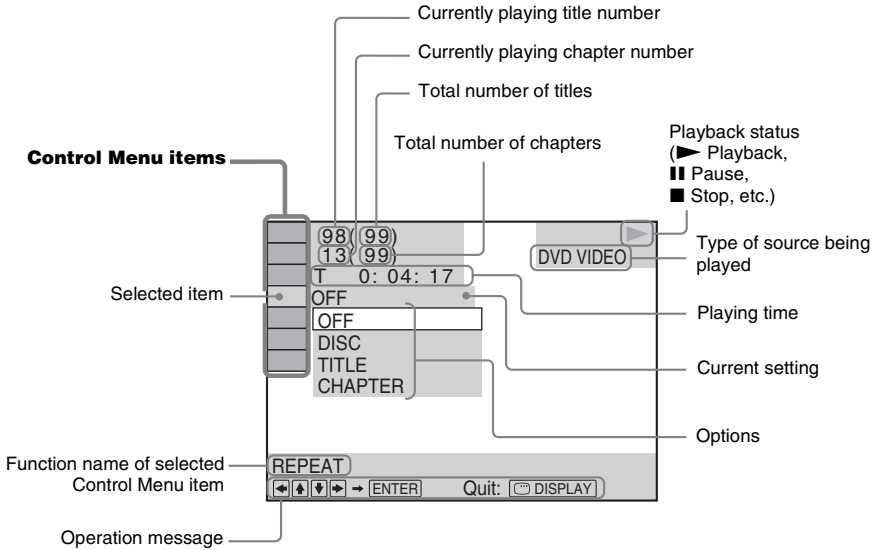 Currently playing title number
Currently playing chapter number
Total number of titles
Total number of chapters
Playback status
(► Playback,
▮▮ Pause,
■ Stop, etc.)
Control Menu items
98( 99)
13( 99)
DVD VIDEO
Type of source being
played
T 0: 04: 17
Playing time
Selected item
OFF
OFF
DISC
TITLE
CHAPTER
Current setting
Options
Function name of selected
Control Menu item
REPEAT
ENTER Quit: DISPLAY
Operation message